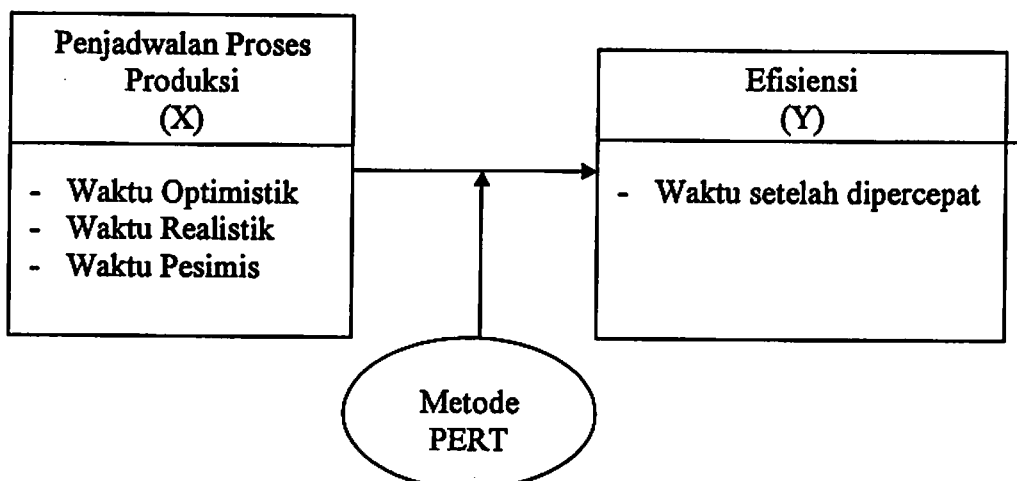 Penjadwalan Proses
Produksi
(X)
- Waktu Optimistik
- Waktu Realistik
- Waktu Pesimis
Efisiensi
(Y)
- Waktu setelah dipercepat
Metode
PERT